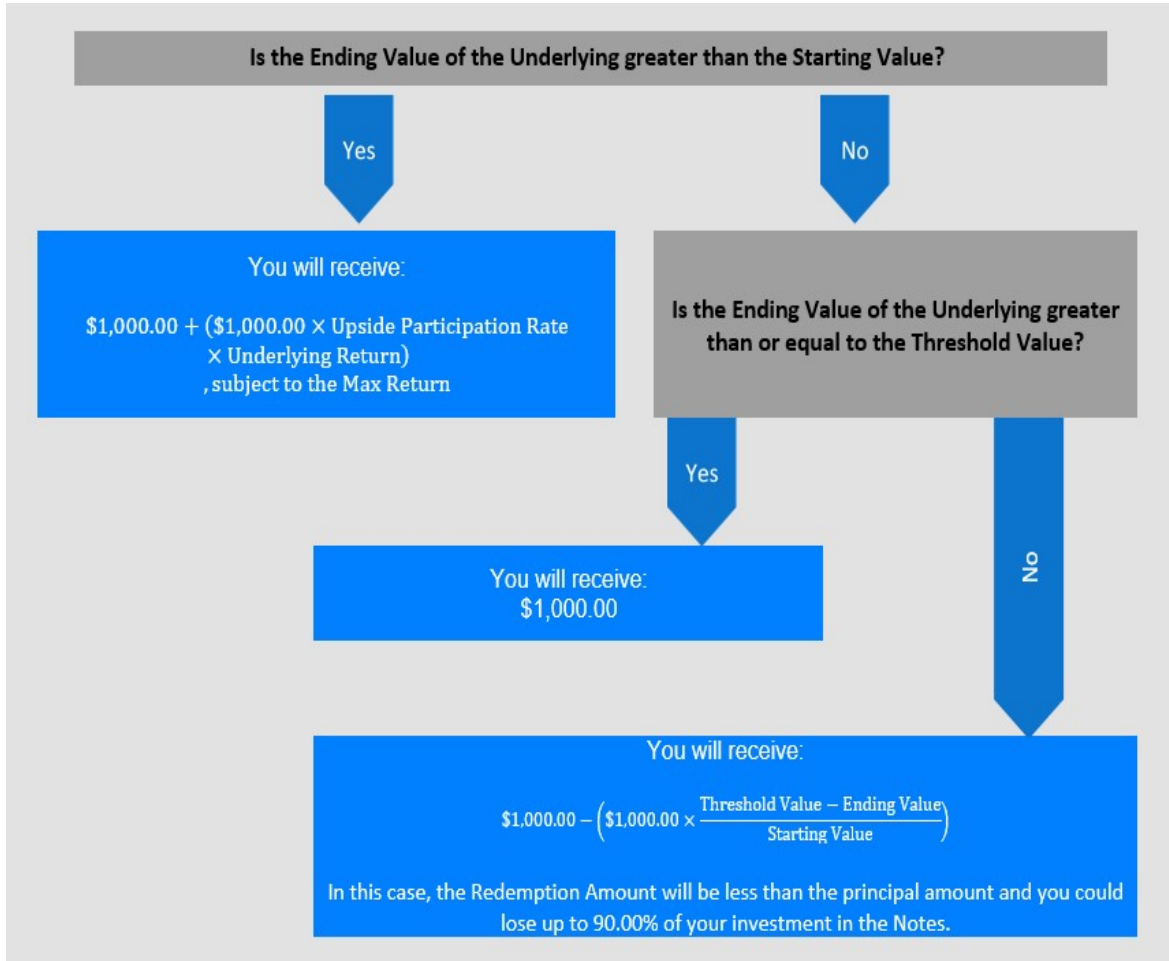 Is the Ending Value of the Underlying greater than the Starting Value?
Yes
No
You will receive:
$1,000.00 + ($1,000.00 × Upside Participation Rate
× Underlying Return)
, subject to the Max Return
Is the Ending Value of the Underlying greater
than or equal to the Threshold Value?
Yes
No
You will receive:
$1,000.00
You will receive:
$1,000.00 − ($1,000.00 × (Threshold Value − Ending Value) / Starting Value)
In this case, the Redemption Amount will be less than the principal amount and you could
lose up to 90.00% of your investment in the Notes.